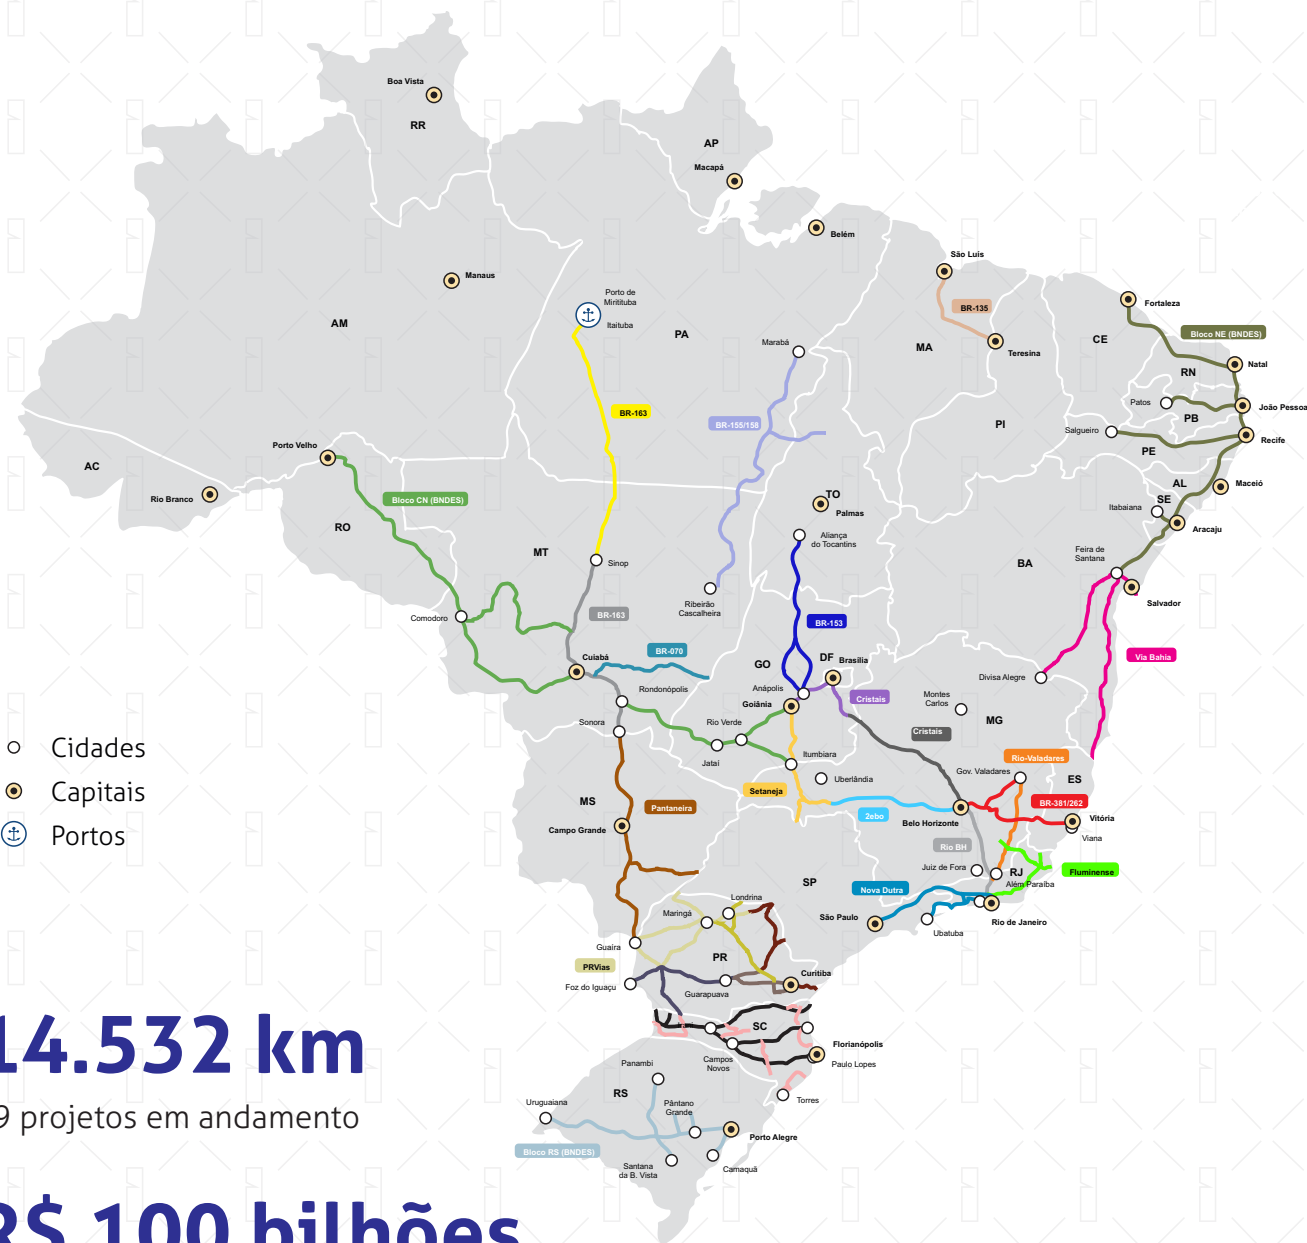 Boa Vista
RR
AP
Macapá
Belém
São Luís
Manaus
Porto de
Miritituba
Itaituba
Fortaleza
BR-135
AM
PA
Bloco NE (BNDES)
CE
Marabá
MA
Teresina
Natal
RN
Patos
João Pessoa
BR-163
BR-155/158
PB
PI
Salgueiro
Recife
Porto Velho
PE
AC
Maceió
AL
Rio Branco
Bloco CN (BNDES)
TO
SE
Palmas
Itabaiana
RO
Aracaju
Aliança
do Tocantins
MT
Feira de
Santana
Sinop
BA
Ribeirão
Cascalheira
Salvador
Comodoro
BR-163
BR-153
BR-070
Via Bahia
Cuiabá
GO
DF
Brasília
Divisa Alegre
Rondonópolis
Anápolis
Montes
Carlos
Goiânia
Cristais
Sonora
Rio Verde
MG
Cristais
Cidades
Itumbiara
Rio-Valadares
Jataí
Gov. Valadares
Uberlândia
ES
Capitais
Setaneja
MS
Pantaneira
BR-381/262
2ebo
Belo Horizonte
Vitória
Campo Grande
Portos
Viana
Rio BH
Juiz de Fora
RJ
Fluminense
SP
Além Paraíba
Nova Dutra
Londrina
Maringá
São Paulo
Rio de Janeiro
Ubatuba
Guaíra
PR
PRVias
Curitiba
Foz do Iguaçu
Guarapuava
SC
14.532 km
Florianópolis
Campos
Novos
Paulo Lopes
Panambi
RS
Uruguaiana
Pântano
Grande
Torres
9 projetos em andamento
Porto Alegre
Bloco RS (BNDES)
Santana
da B. Vista
Camaquã
R$ 100 bilhões